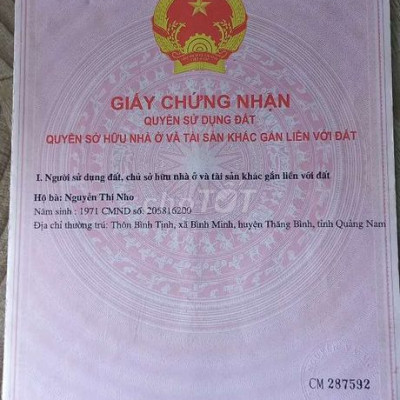 GIẤY CHỨNG NHẬN
QUYỀN SỬ DỤNG ĐẤT
QUYỀN SỞ HỮU NHÀ Ở VÀ TÀI SẢN KHÁC GẮN LIỀN VỚI ĐẤT
I. Người sử dụng đất, chủ sở hữu nhà ở và tài sản khác gắn liền với đất
Hộ bà: Nguyễn Thị Nho
Năm sinh : 1971 CMND số: 205816200
Địa chỉ thường trú: Thôn Bình Tịnh, xã Bình Minh, huyện Thăng Bình, tỉnh Quảng Nam
CHỢ TỐT
CM 287592